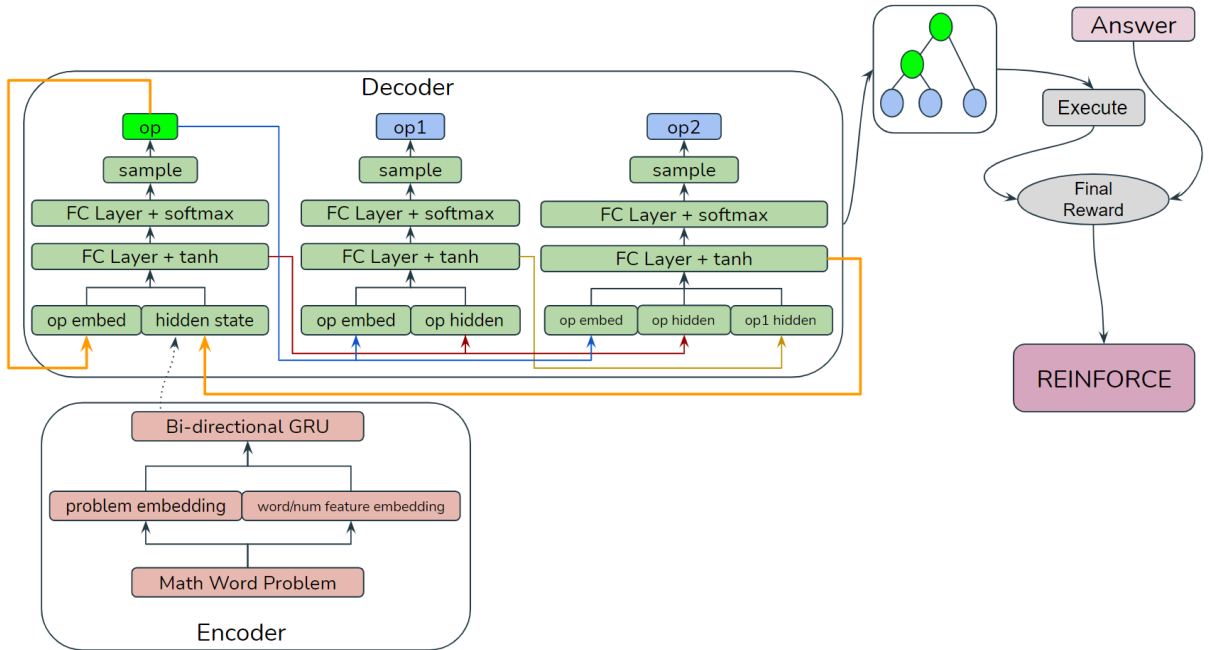 Answer
Decoder
Execute
op
op1
op2
sample
sample
sample
FC Layer + softmax
FC Layer + softmax
FC Layer + softmax
Final
Reward
FC Layer + tanh
FC Layer + tanh
FC Layer + tanh
op embed
hidden state
op embed
op hidden
op embed
op hidden
op1 hidden
REINFORCE
Bi-directional GRU
problem embedding
word/num feature embedding
Math Word Problem
Encoder